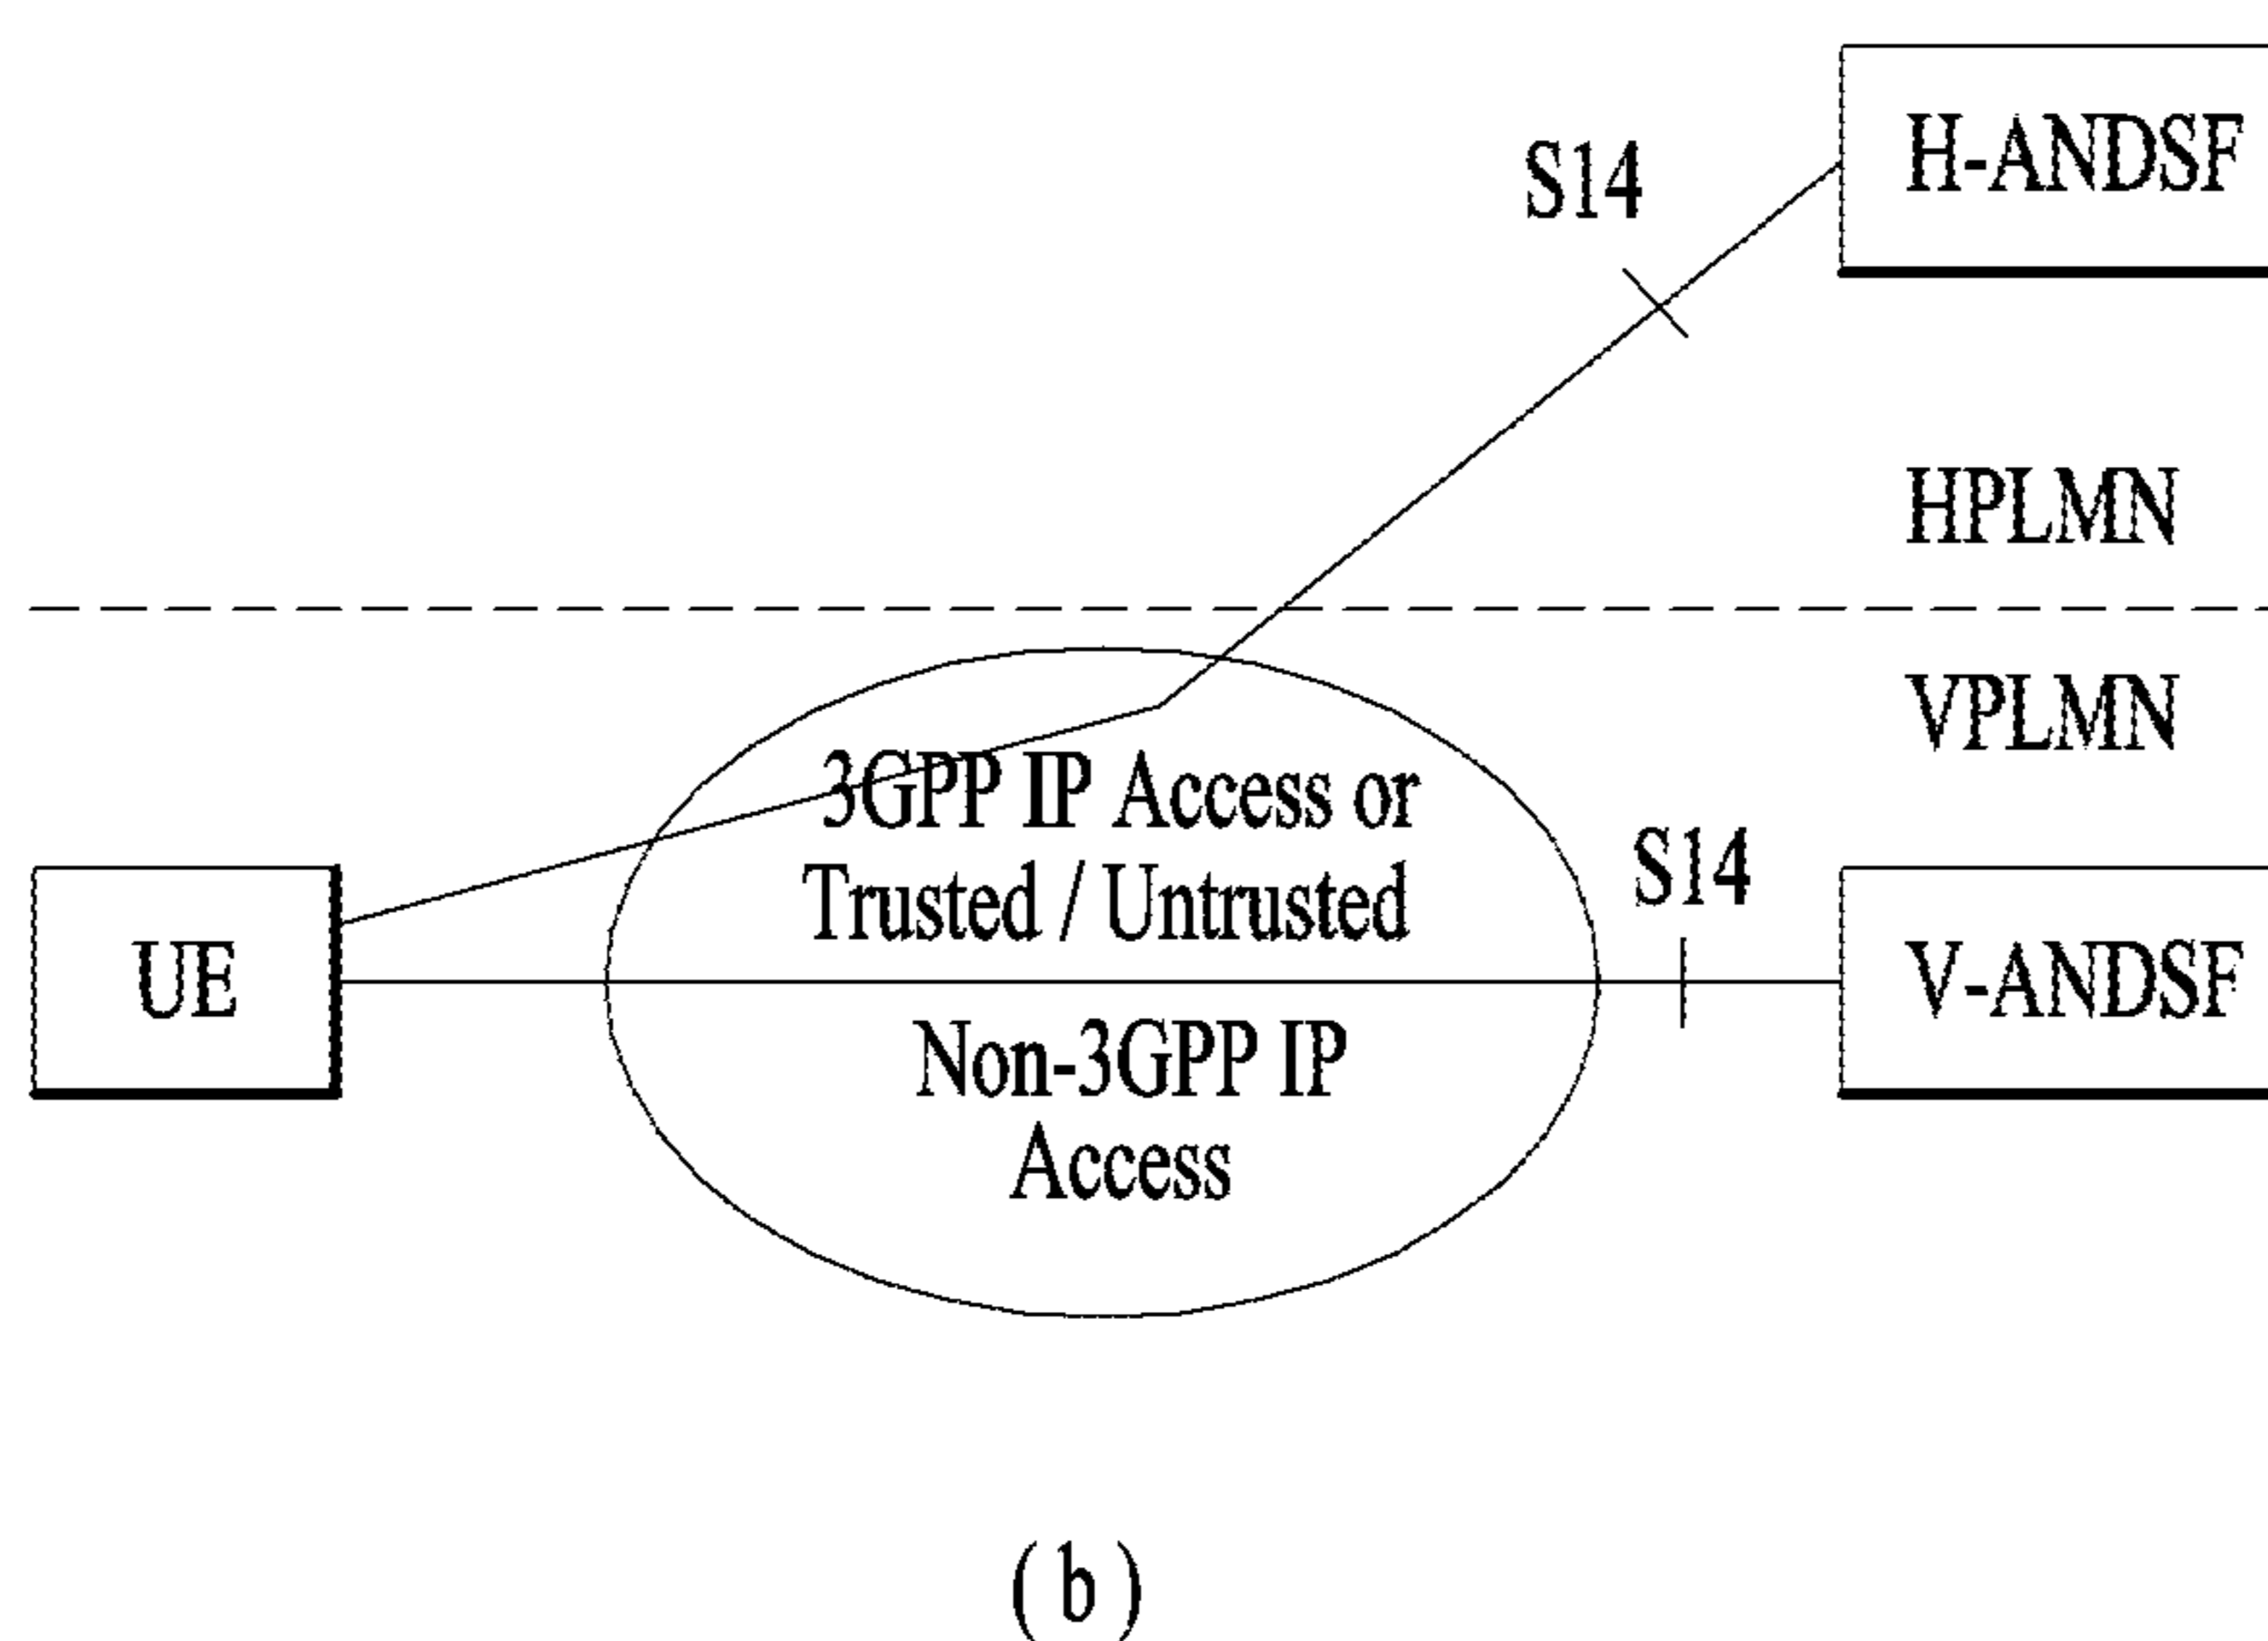 H-ANDSF
S14
HPLMN
VPLMN
3GPP IP Access or
Trusted / Untrusted
Non-3GPP IP
Access
S14
UE
V-ANDSF
(b)